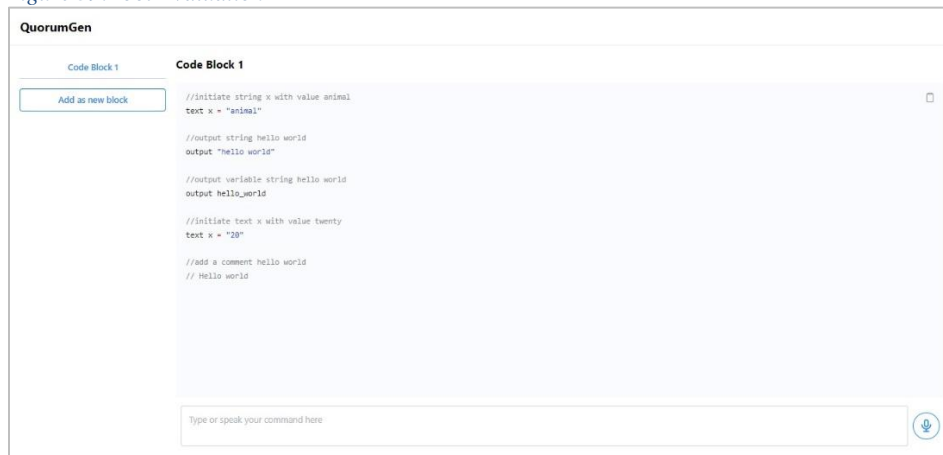 QuorumGen
Code Block 1
Add as new block
Code Block 1
//initiate string x with value animal
text x = "animal"
//output string hello world
output "hello world"
//output variable string hello world
output hello_world
//initiate text x with value twenty
text x = "20"
//add a comment hello world
// Hello world
Type or speak your command here